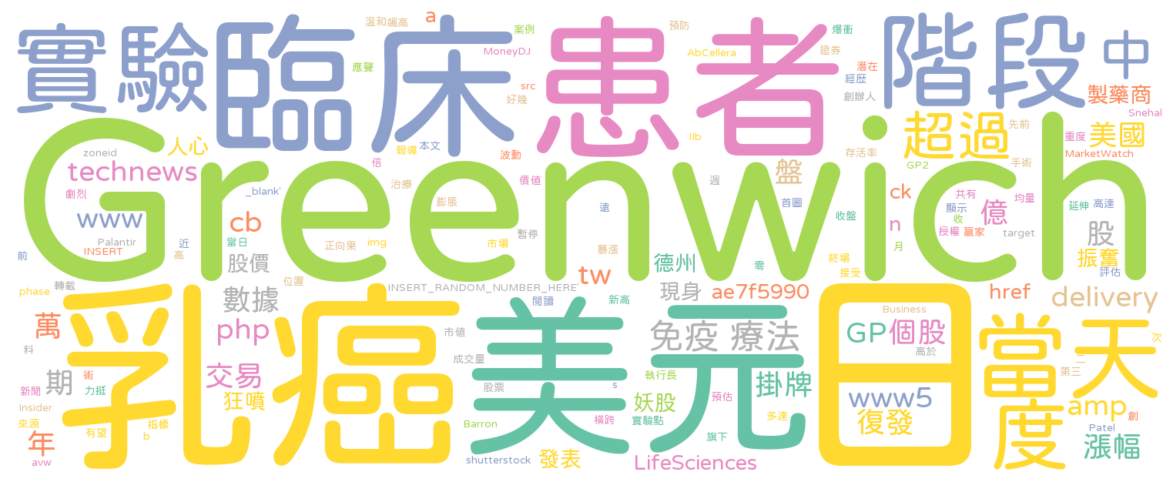 實驗 臨床 患者 階段 中
溫和 飆高 a 案例 預防 爆衝
MoneyDJ AbCellera 證券 潛在
應聲 src 經歷 製藥商
好幾 創辦人 Snehal
報導 本文 IIb 超過 先前 重度 美國
zoneid 人心 倍 波動 存活率 GP2 手術 MarketWatch
technews 治療 價值 週 盤 ck 共有 均量
劇烈 _blank' 首圖 億 延伸 高達
Greenwich
www cb 膨脹 遠 收盤 n 顯示 收 股
Palantir 當日 正向 img 市場 暫停 授權 贏家 target
前 INSERT 近 高 暴漲 月 振奮
股價 德州 零 終場 接受 評估
轉載 位置 tw
phase 數據 INSERT_RANDOM_NUMBER_HERE' 現身 ae7f5990 href delivery
萬 php 閱讀 新高 Business
乳癌 美元 日 當天
料 市值 免疫 療法 GP 個股 次
期 交易 成交量 高於 二
新聞 術 力挺 狂噴 股票 s 執行長 掛牌 www5 第三
Insider 妖股 預估 amp 創
來源 指標 Barron 實驗點 多達 復發 度 Patel
年 有望 b 橫跨 旗下 漲幅
avw shutterstock 發表 LifeSciences